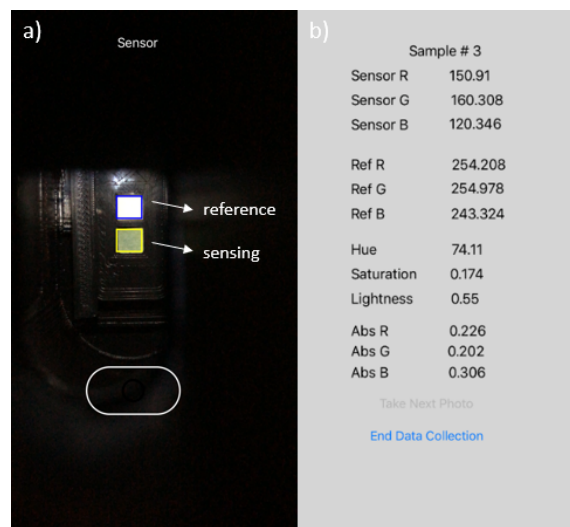 a)
Sensor
reference
sensing
b)
Sample # 3
Sensor R 150.91
Sensor G 160.308
Sensor B 120.346
Ref R 254.208
Ref G 254.978
Ref B 243.324
Hue 74.11
Saturation 0.174
Lightness 0.55
Abs R 0.226
Abs G 0.202
Abs B 0.306
Take Next Photo
End Data Collection